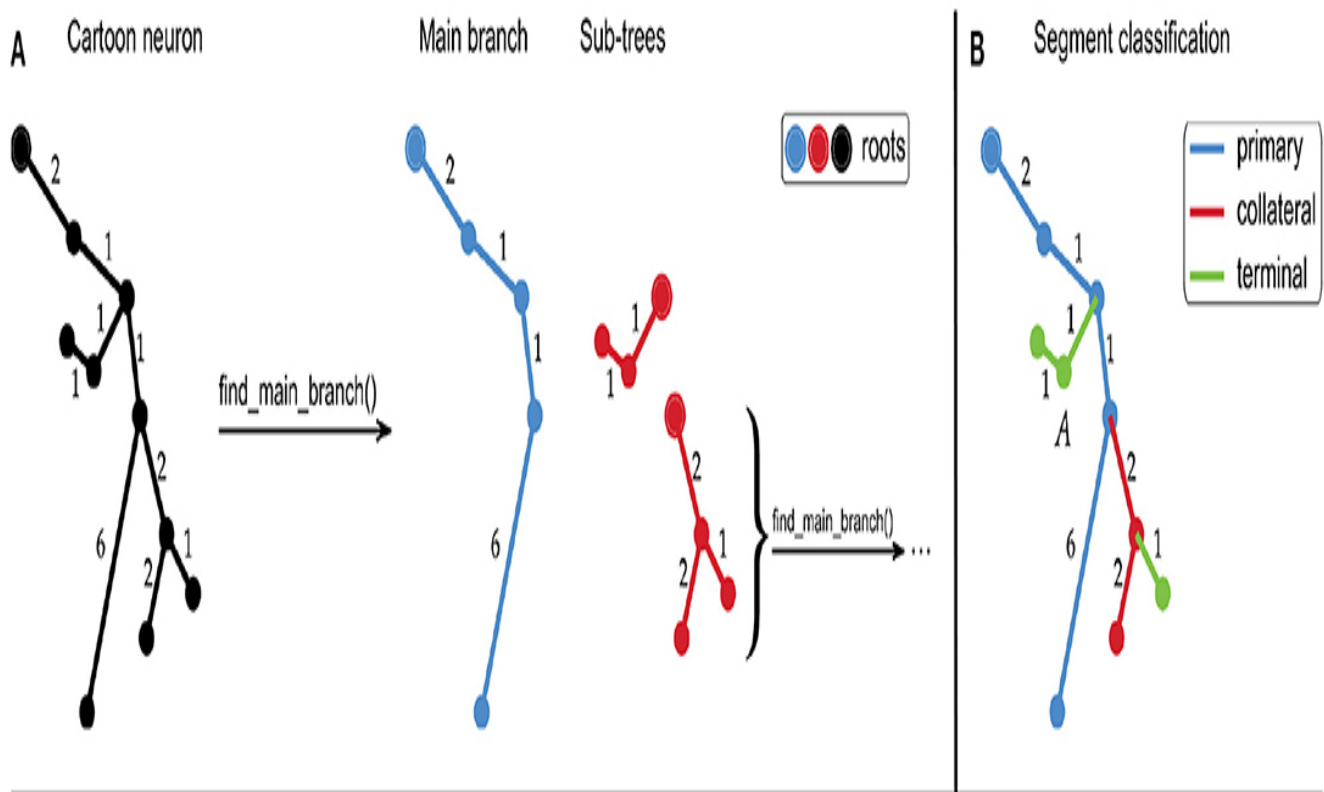 A
Cartoon neuron
Main branch
Sub-trees
roots
2
1
1
1
1
2
6
1
2
find_main_branch()
2
1
1
6
1
1
2
1
2
find_main_branch()
...
B
Segment classification
primary
collateral
terminal
2
1
1
1
1
A
2
6
1
2